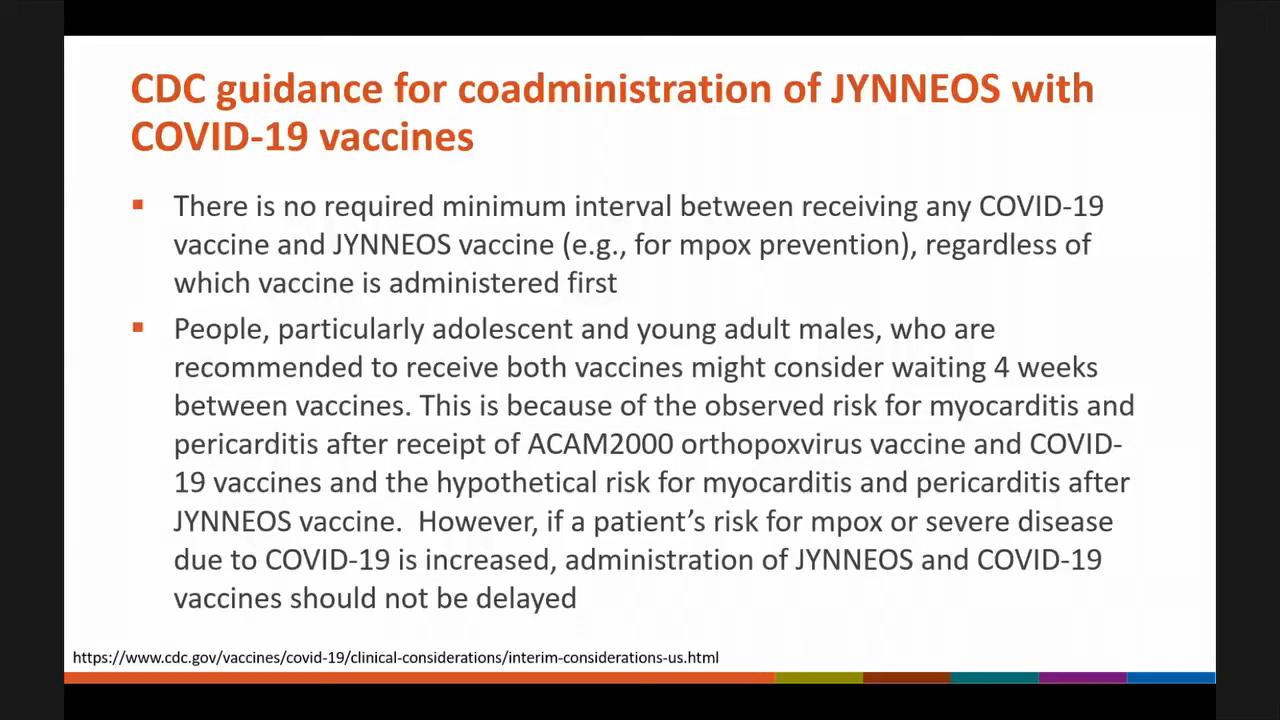 CDC guidance for coadministration of JYNNEOS with
COVID-19 vaccines
▪ There is no required minimum interval between receiving any COVID-19
vaccine and JYNNEOS vaccine (e.g., for mpox prevention), regardless of
which vaccine is administered first
▪ People, particularly adolescent and young adult males, who are
recommended to receive both vaccines might consider waiting 4 weeks
between vaccines. This is because of the observed risk for myocarditis and
pericarditis after receipt of ACAM2000 orthopoxvirus vaccine and COVID-
19 vaccines and the hypothetical risk for myocarditis and pericarditis after
JYNNEOS vaccine.  However, if a patient’s risk for mpox or severe disease
due to COVID-19 is increased, administration of JYNNEOS and COVID-19
vaccines should not be delayed
https://www.cdc.gov/vaccines/covid-19/clinical-considerations/interim-considerations-us.html